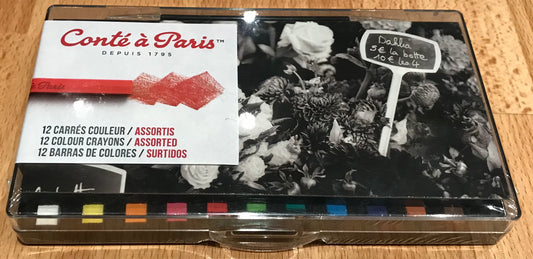 Conté à Paris™
DEPUIS 1795
Paris
12 CARRÉS COULEUR / ASSORTIS
12 COLOUR CRAYONS / ASSORTED
12 BARRAS DE COLORES / SURTIDOS
Dahlia
5€ la botte
10€ les 4